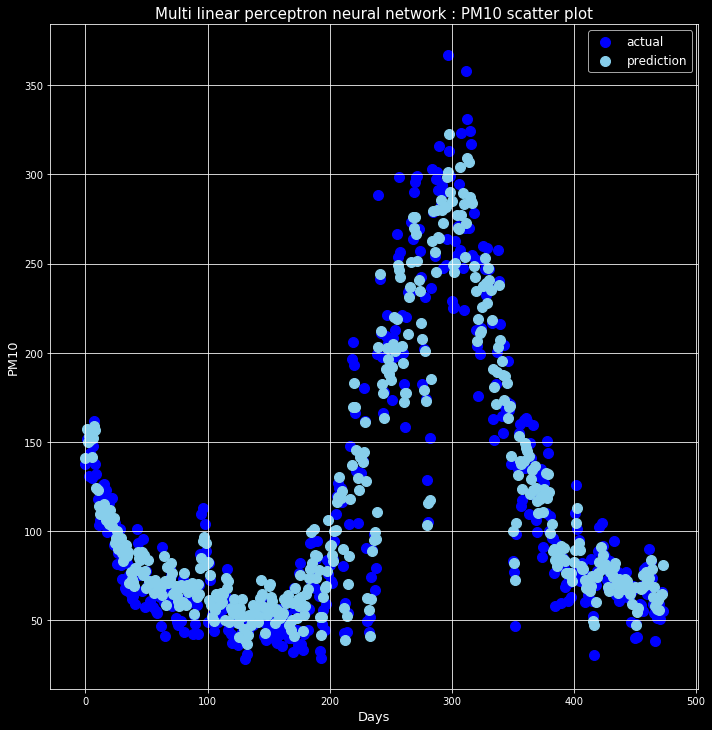 Multi linear perceptron neural network : PM10 scatter plot
actual
prediction
350
300
250
200
150
100
50
PM10
0 100 200 300 400 500
Days